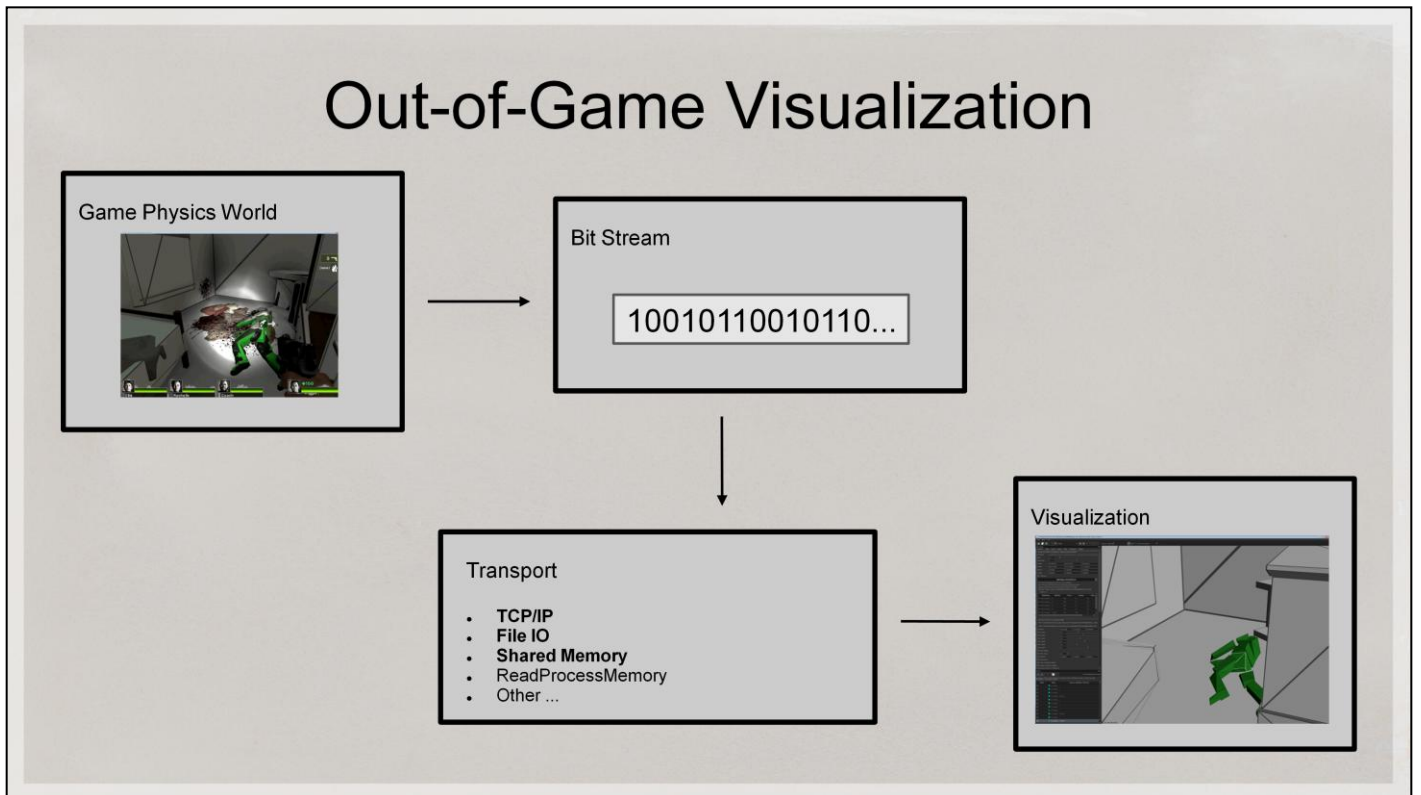 Out-of-Game Visualization
Game Physics World
Bit Stream
10010110010110...
Transport
• TCP/IP
• File IO
• Shared Memory
• ReadProcessMemory
• Other ...
Visualization